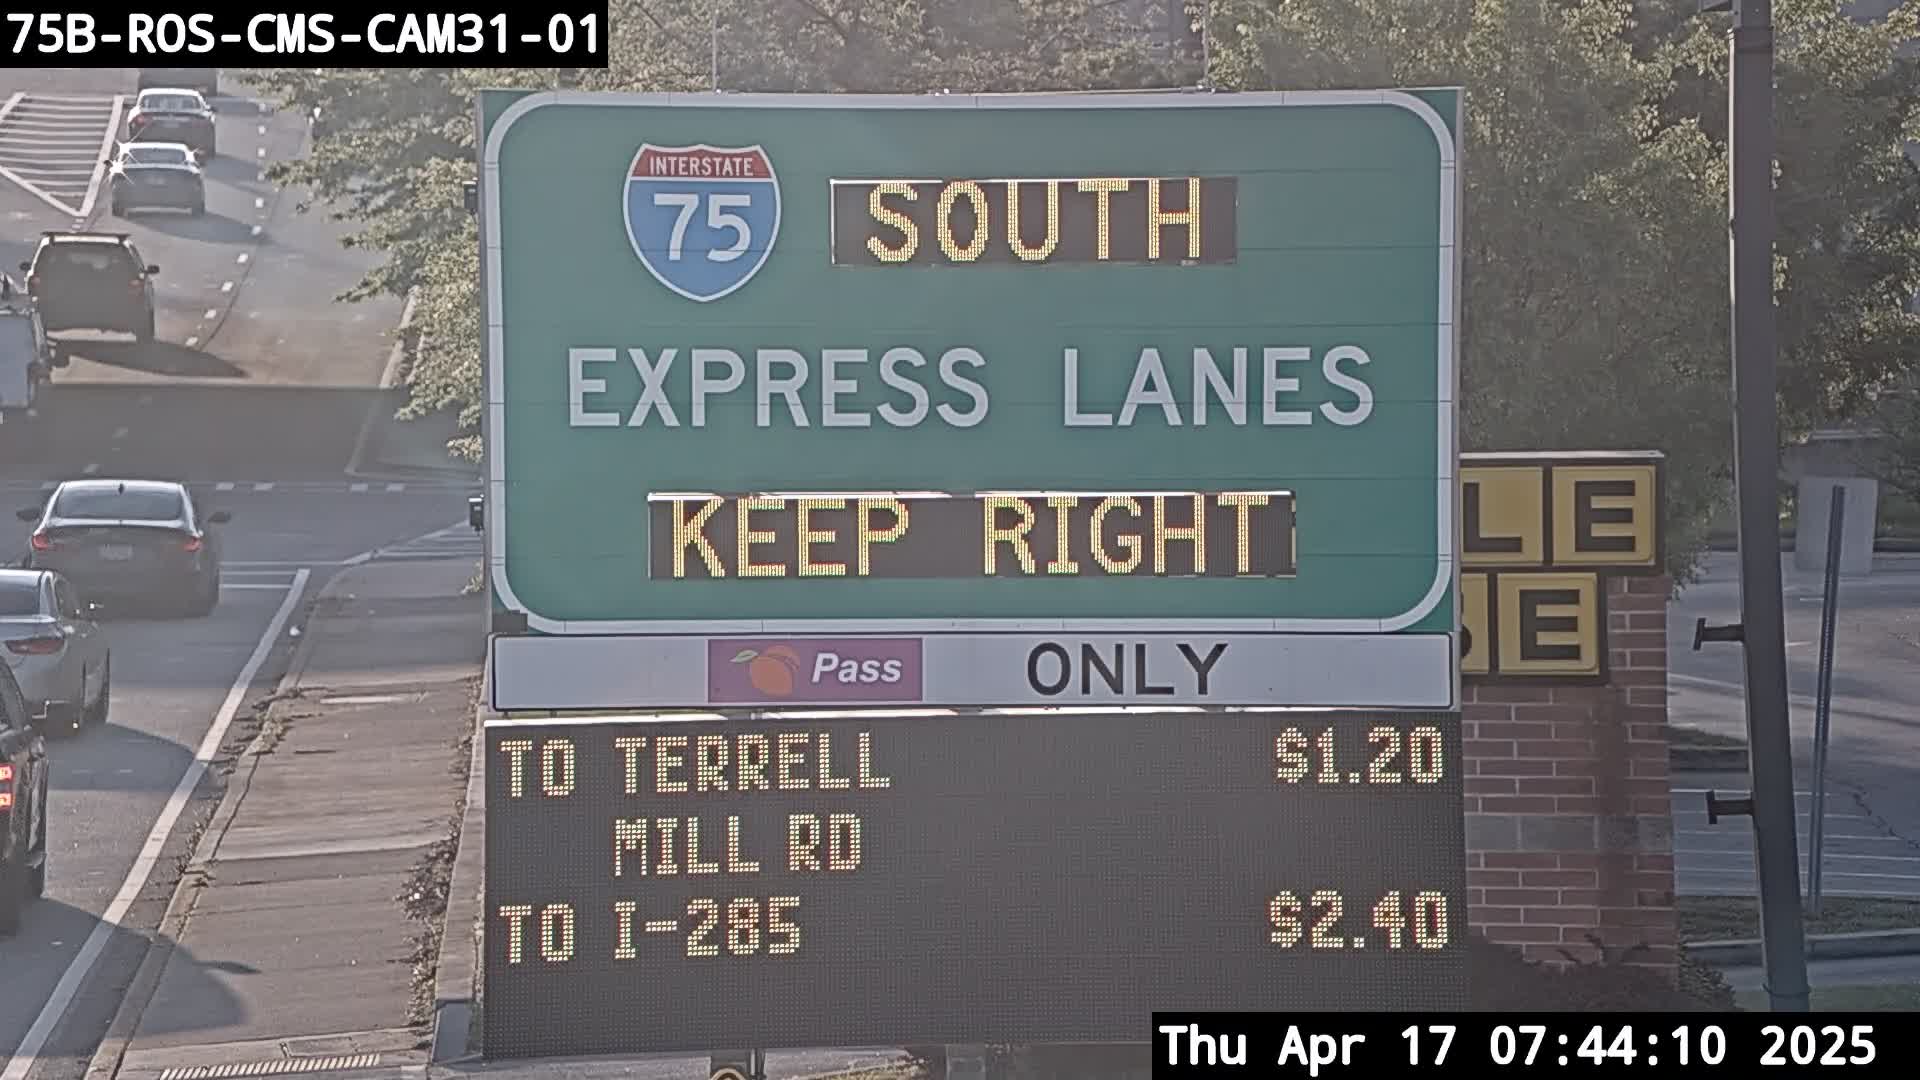 75B-ROS-CMS-CAM31-01
INTERSTATE
75
SOUTH
EXPRESS LANES
KEEP RIGHT
Pass ONLY
TO TERRELL $1.20
MILL RD
TO I-285 $2.40
LE
E
Thu Apr 17 07:44:10 2025